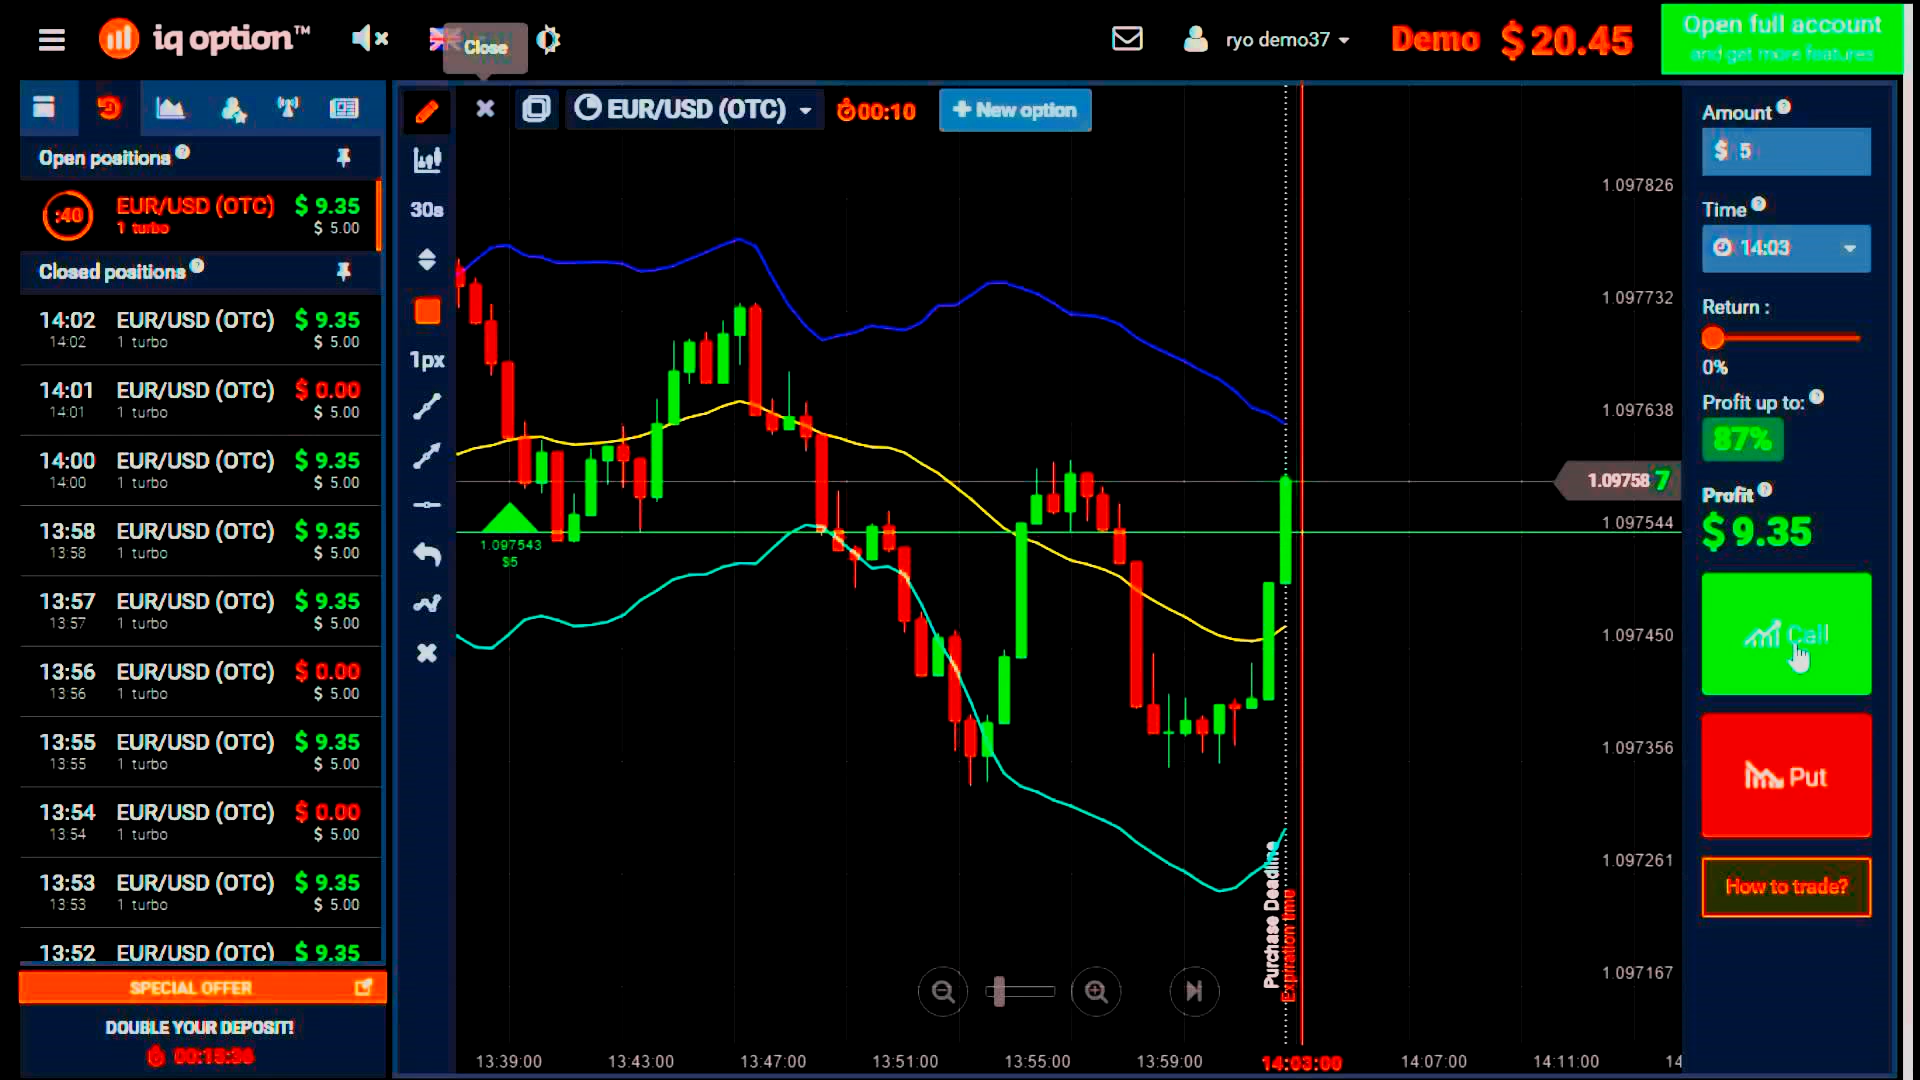 iq option™
Close
ryo demo37
Demo $ 20.45
Open full account
and get more features
Open positions
:40 EUR/USD (OTC) $ 9.35
1 turbo $ 5.00
Closed positions
14:02 EUR/USD (OTC) $ 9.35
14:02 1 turbo $ 5.00
14:01 EUR/USD (OTC) $ 0.00
14:01 1 turbo $ 5.00
14:00 EUR/USD (OTC) $ 9.35
14:00 1 turbo $ 5.00
13:58 EUR/USD (OTC) $ 9.35
13:58 1 turbo $ 5.00
13:57 EUR/USD (OTC) $ 9.35
13:57 1 turbo $ 5.00
13:56 EUR/USD (OTC) $ 0.00
13:56 1 turbo $ 5.00
13:55 EUR/USD (OTC) $ 9.35
13:55 1 turbo $ 5.00
13:54 EUR/USD (OTC) $ 0.00
13:54 1 turbo $ 5.00
13:53 EUR/USD (OTC) $ 9.35
13:53 1 turbo $ 5.00
13:52 EUR/USD (OTC) $ 9.35
SPECIAL OFFER
DOUBLE YOUR DEPOSIT!
00:15:36
30s
1px
EUR/USD (OTC)
00:10
+ New option
1.097543
$5
Purchase Deadline
Expiration time
1.097826
1.097732
1.097638
1.097587
1.097544
1.097450
1.097356
1.097261
1.097167
13:39:00 13:43:00 13:47:00 13:51:00 13:55:00 13:59:00 14:03:00 14:07:00 14:11:00 14
Amount
$ 5
Time
14:03
Return :
0%
Profit up to:
87%
Profit
$ 9.35
Call
Put
How to trade?